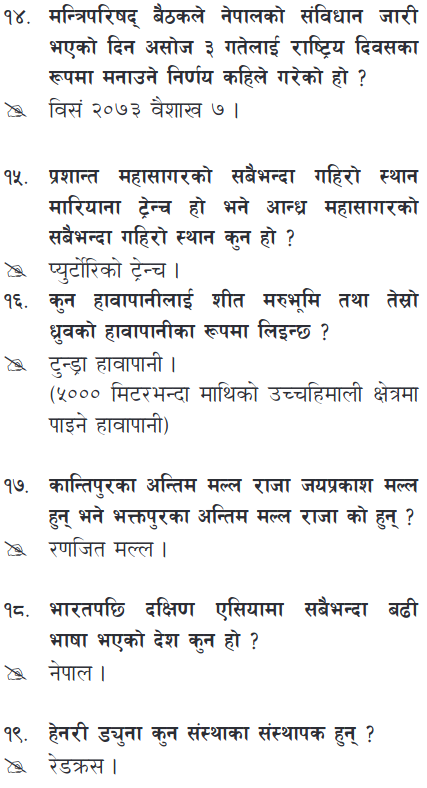 १४. मन्त्रिपरिषद् बैठकले नेपालको संविधान जारी
भएको दिन असोज ३ गतेलाई राष्ट्रिय दिवसका
रूपमा मनाउने निर्णय कहिले गरेको हो ?
विसं २०७३ वैशाख ७ ।
१५. प्रशान्त महासागरको सबैभन्दा गहिरो स्थान
मारियाना ट्रेन्च हो भने आन्ध्र महासागरको
सबैभन्दा गहिरो स्थान कुन हो ?
प्युर्टोरिको ट्रेन्च ।
१६. कुन हावापानीलाई शीत मरुभूमि तथा तेस्रो
ध्रुवको हावापानीका रूपमा लिइन्छ ?
टुन्ड्रा हावापानी ।
(५००० मिटरभन्दा माथिको उच्चहिमाली क्षेत्रमा
पाइने हावापानी)
१७. कान्तिपुरका अन्तिम मल्ल राजा जयप्रकाश मल्ल
हुन् भने भक्तपुरका अन्तिम मल्ल राजा को हुन् ?
रणजित मल्ल ।
१८. भारतपछि दक्षिण एसियामा सबैभन्दा बढी
भाषा भएको देश कुन हो ?
नेपाल ।
१९. हेनरी ड्युना कुन संस्थाका संस्थापक हुन् ?
रेडक्रस ।